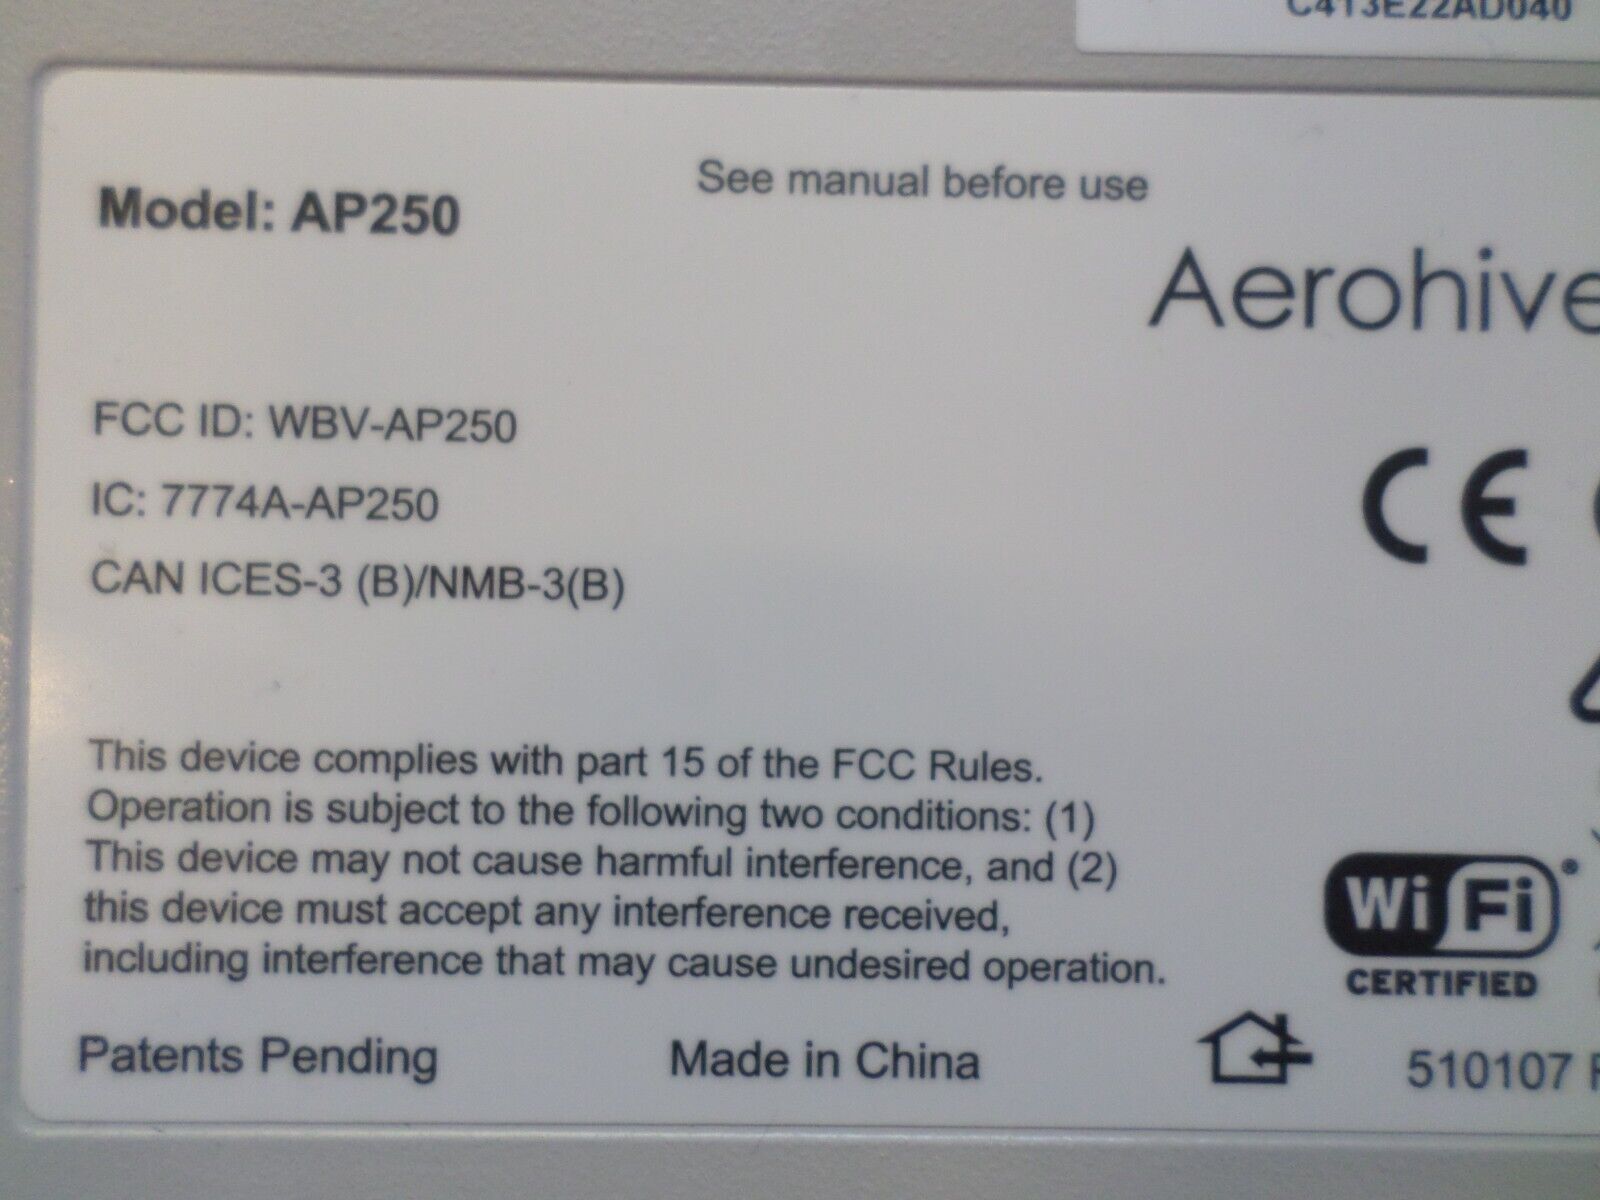 C413E22AD040
Model: AP250
See manual before use
Aerohive
FCC ID: WBV-AP250
IC: 7774A-AP250
CAN ICES-3 (B)/NMB-3(B)
CE
This device complies with part 15 of the FCC Rules.
Operation is subject to the following two conditions: (1)
This device may not cause harmful interference, and (2)
this device must accept any interference received,
including interference that may cause undesired operation.
Wi Fi®
CERTIFIED
Patents Pending
Made in China
510107